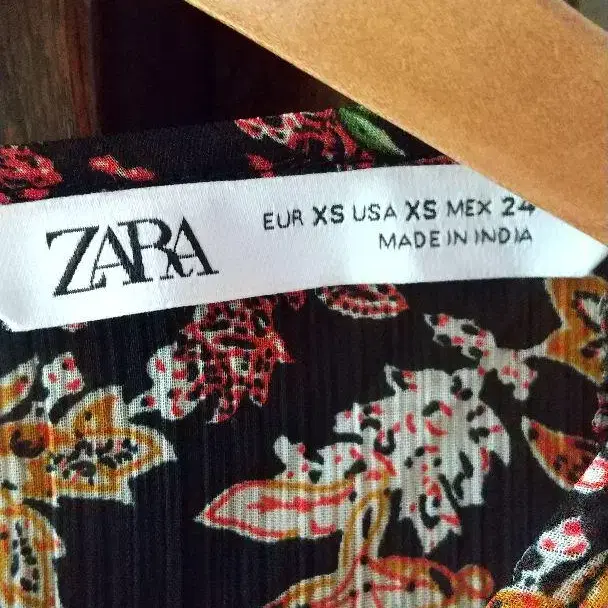 ZARA
EUR XS USA XS MEX 24
MADE IN INDIA